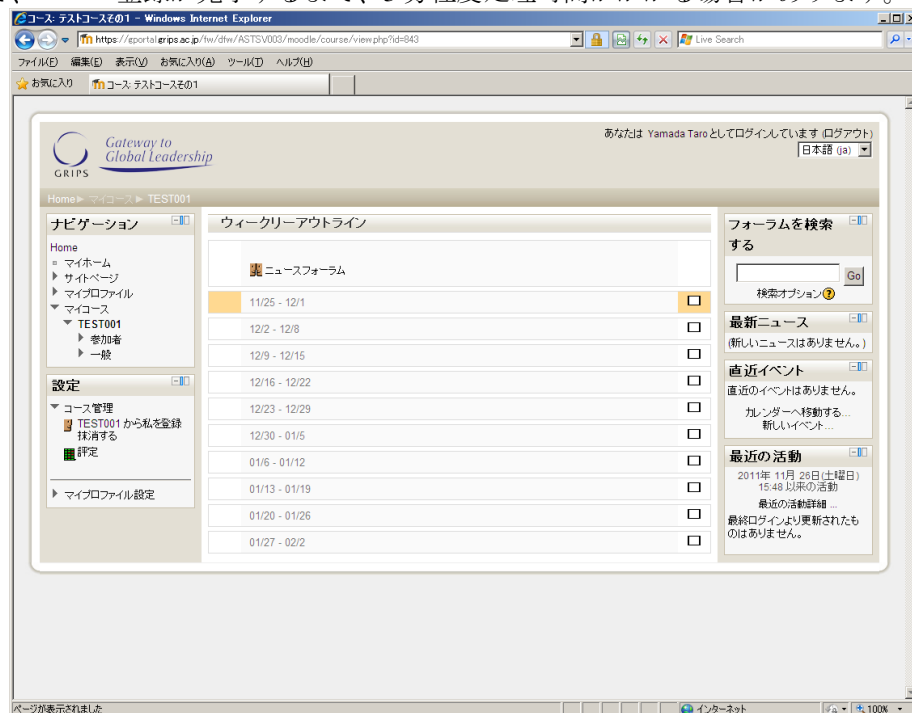 コース: テストコースその1 - Windows Internet Explorer
https://gportal.grips.ac.jp/fw/dfw/ASTSV003/moodle/course/view.php?id=843
Live Search
ファイル(F) 編集(E) 表示(V) お気に入り(A) ツール(T) ヘルプ(H)
お気に入り
コース: テストコースその1
GRIPS
Gateway to
Global Leadership
あなたは Yamada Taro としてログインしています (ログアウト)
日本語 (ja)
Home ► マイコース ► TEST001
ナビゲーション
Home
マイホーム
サイトページ
マイプロファイル
マイコース
TEST001
参加者
一般
設定
コース管理
TEST001 から私を登録
抹消する
評定
マイプロファイル設定
ウィークリーアウトライン
ニュースフォーラム
11/25 - 12/1
12/2 - 12/8
12/9 - 12/15
12/16 - 12/22
12/23 - 12/29
12/30 - 01/5
01/6 - 01/12
01/13 - 01/19
01/20 - 01/26
01/27 - 02/2
フォーラムを検索
する
Go
検索オプション
最新ニュース
(新しいニュースはありません。)
直近イベント
直近のイベントはありません。
カレンダーへ移動する...
新しいイベント...
最近の活動
2011年 11月 26日(土曜日)
15:48 以来の活動
最近の活動詳細 ...
最終ログインより更新されたも
のはありません。
ページが表示されました
インターネット
100%